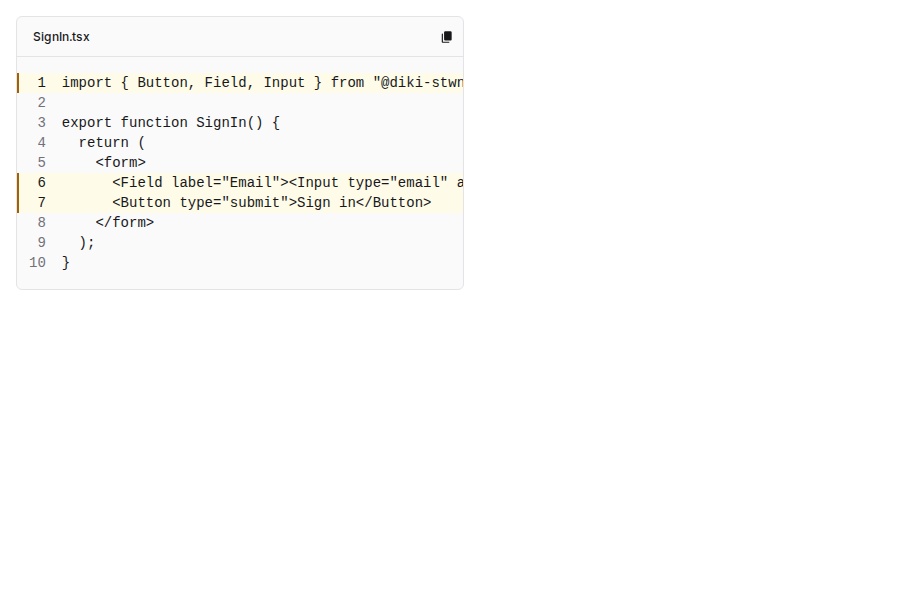 SignIn.tsx
1 import { Button, Field, Input } from "@diki-stwn
2
3 export function SignIn() {
4   return (
5     <form>
6       <Field label="Email"><Input type="email" a
7       <Button type="submit">Sign in</Button>
8     </form>
9   );
10 }